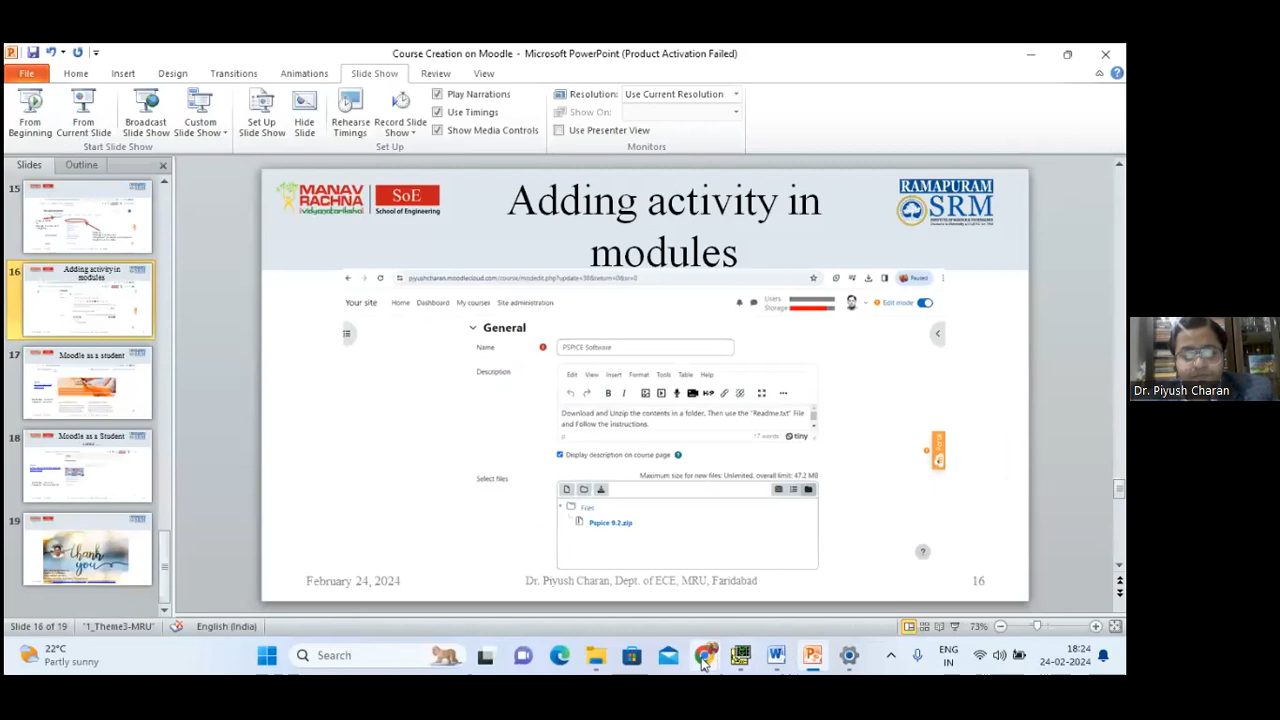 Course Creation on Moodle - Microsoft PowerPoint (Product Activation Failed)
File Home Insert Design Transitions Animations Slide Show Review View
From Beginning
From Current Slide
Broadcast Slide Show
Custom Slide Show
Set Up Slide Show
Hide Slide
Rehearse Timings
Record Slide Show
Play Narrations
Use Timings
Show Media Controls
Resolution: Use Current Resolution
Show On:
Use Presenter View
Start Slide Show
Set Up
Monitors
Slides Outline
15
16
Adding activity in
modules
17
Moodle as a student
18
Moodle as a Student
19
thank
you
MANAV
RACHNA
vidyanatariksha
SoE
School of Engineering
Adding activity in
modules
RAMAPURAM
SRM
Paused
Your site Home Dashboard My courses Site administration
Users
Storage
Edit mode
General
Name
PSPICE Software
Description
Edit View Insert Format Tools Table Help
B I
H-P
Download and Unzip the contents in a folder. Then use the "Readme.txt" File
and Follow the instructions.
p
17 words
tiny
Display description on course page
Maximum size for new files: Unlimited, overall limit: 47.2 MB
Select files
Files
Pspice 9.2.zip
?
February 24, 2024
Dr. Piyush Charan, Dept. of ECE, MRU, Faridabad
16
Slide 16 of 19
"1_Theme3-MRU"
English (India)
73%
22°C
Partly sunny
Search
ENG
IN
18:24
24-02-2024
Dr. Piyush Charan